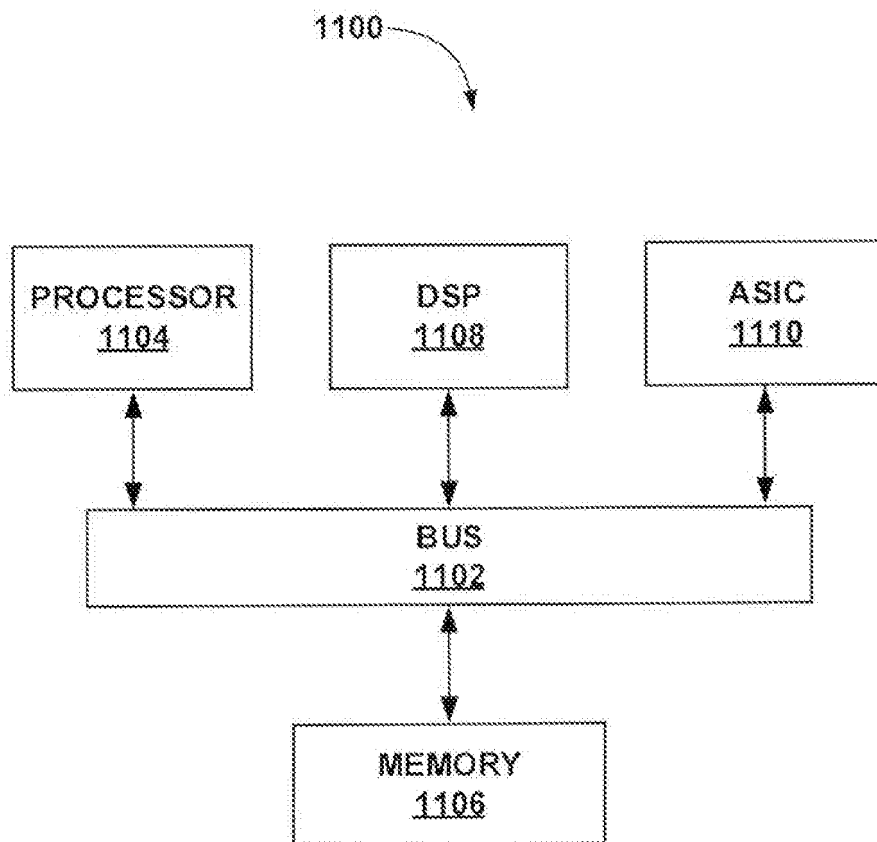 1100
PROCESSOR
1104
DSP
1108
ASIC
1110
BUS
1102
MEMORY
1106